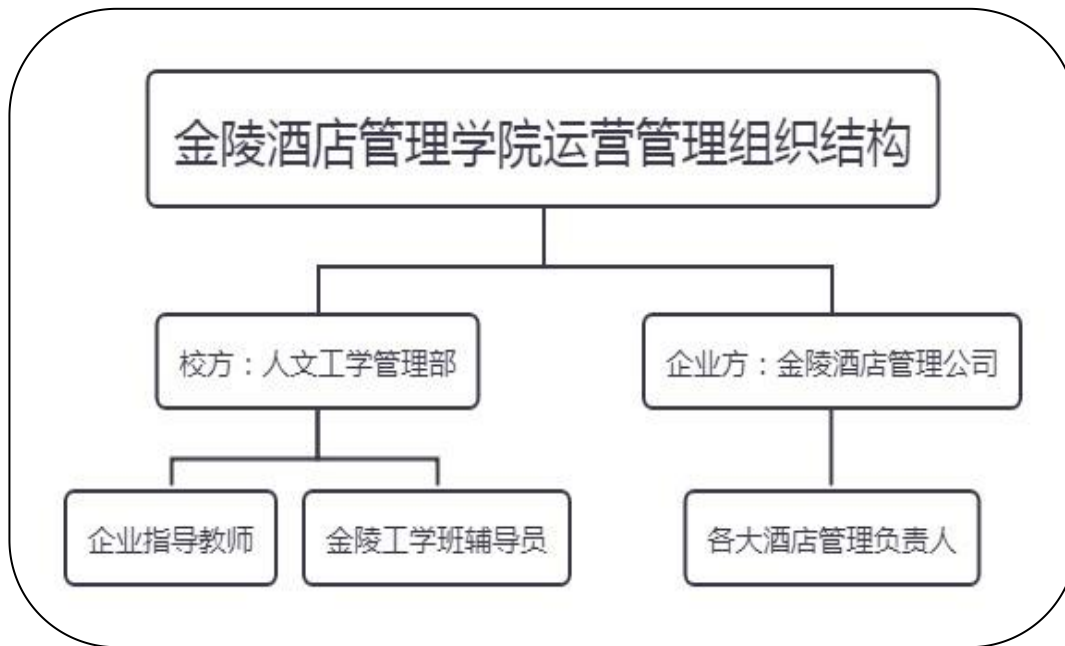 金陵酒店管理学院运营管理组织结构
校方：人文工学管理部
企业方：金陵酒店管理公司
企业指导教师
金陵工学班辅导员
各大酒店管理负责人